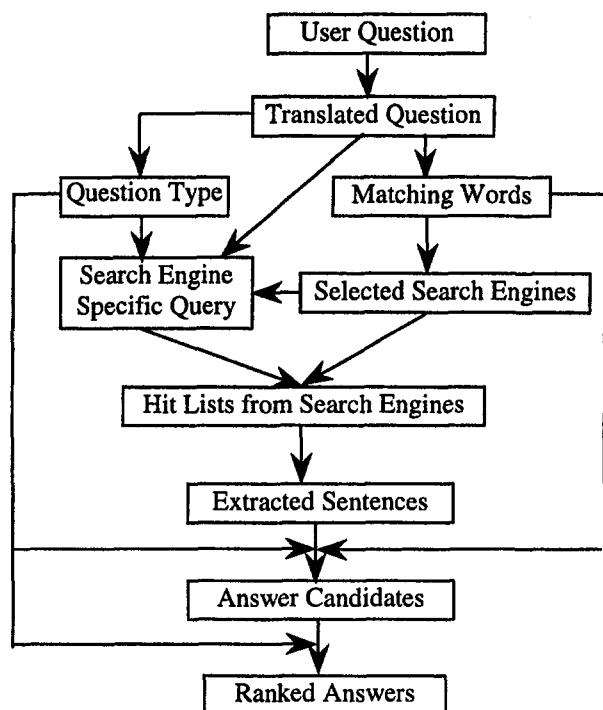 User Question
Translated Question
Question Type
Matching Words
Search Engine
Specific Query
Selected Search Engines
Hit Lists from Search Engines
Extracted Sentences
Answer Candidates
Ranked Answers